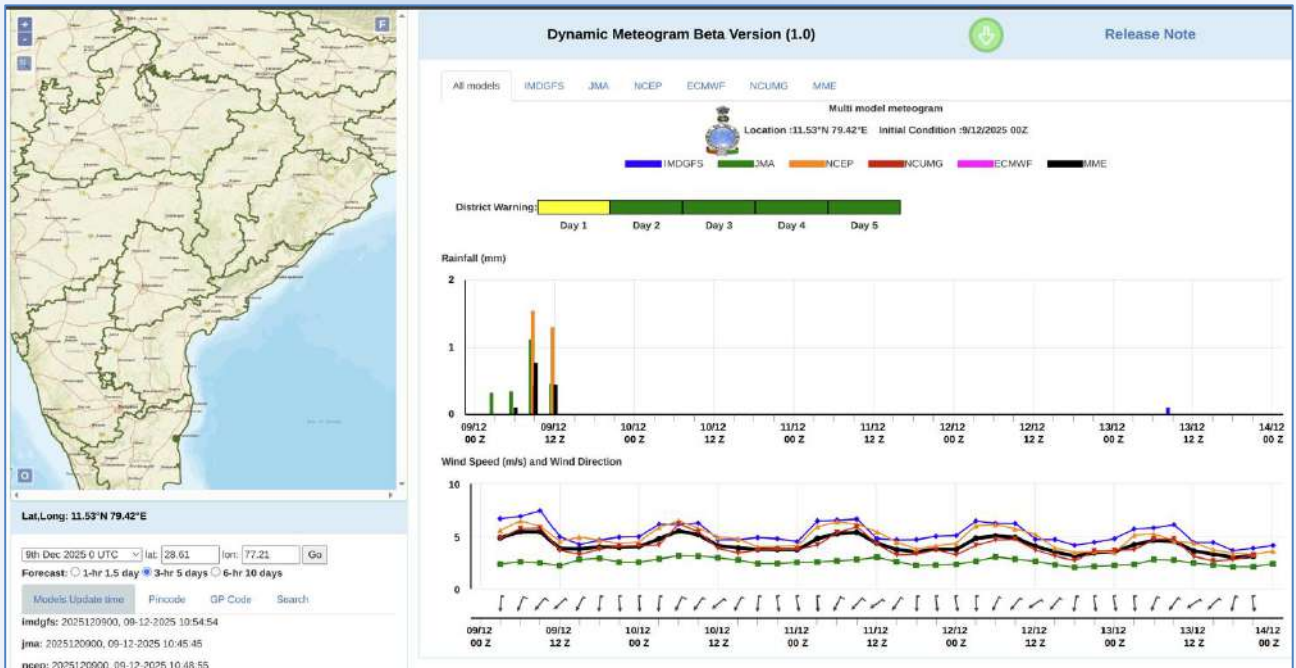 +
-
F
Dynamic Meteogram Beta Version (1.0)
Release Note
All models IMDGFS JMA NCEP ECMWF NCUMG MME
Multi model meteogram
Location :11.53°N 79.42°E Initial Condition :9/12/2025 00Z
IMDGFS JMA NCEP NCUMG ECMWF MME
District Warning:
Day 1 Day 2 Day 3 Day 4 Day 5
Rainfall (mm)
2
1
0
09/12 09/12 10/12 10/12 11/12 11/12 12/12 12/12 13/12 13/12 14/12
00 Z 12 Z 00 Z 12 Z 00 Z 12 Z 00 Z 12 Z 00 Z 12 Z 00 Z
Wind Speed (m/s) and Wind Direction
10
5
0
09/12 09/12 10/12 10/12 11/12 11/12 12/12 12/12 13/12 13/12 14/12
00 Z 12 Z 00 Z 12 Z 00 Z 12 Z 00 Z 12 Z 00 Z 12 Z 00 Z
Lat,Long: 11.53°N 79.42°E
9th Dec 2025 0 UTC lat: 28.61 lon: 77.21 Go
Forecast: 1-hr 1.5 day 3-hr 5 days 6-hr 10 days
Models Update time Pincode GP Code Search
imdgfs: 2025120900, 09-12-2025 10:54:54
jma: 2025120900, 09-12-2025 10:45:45
ncep: 2025120900, 09-12-2025 10:48:55